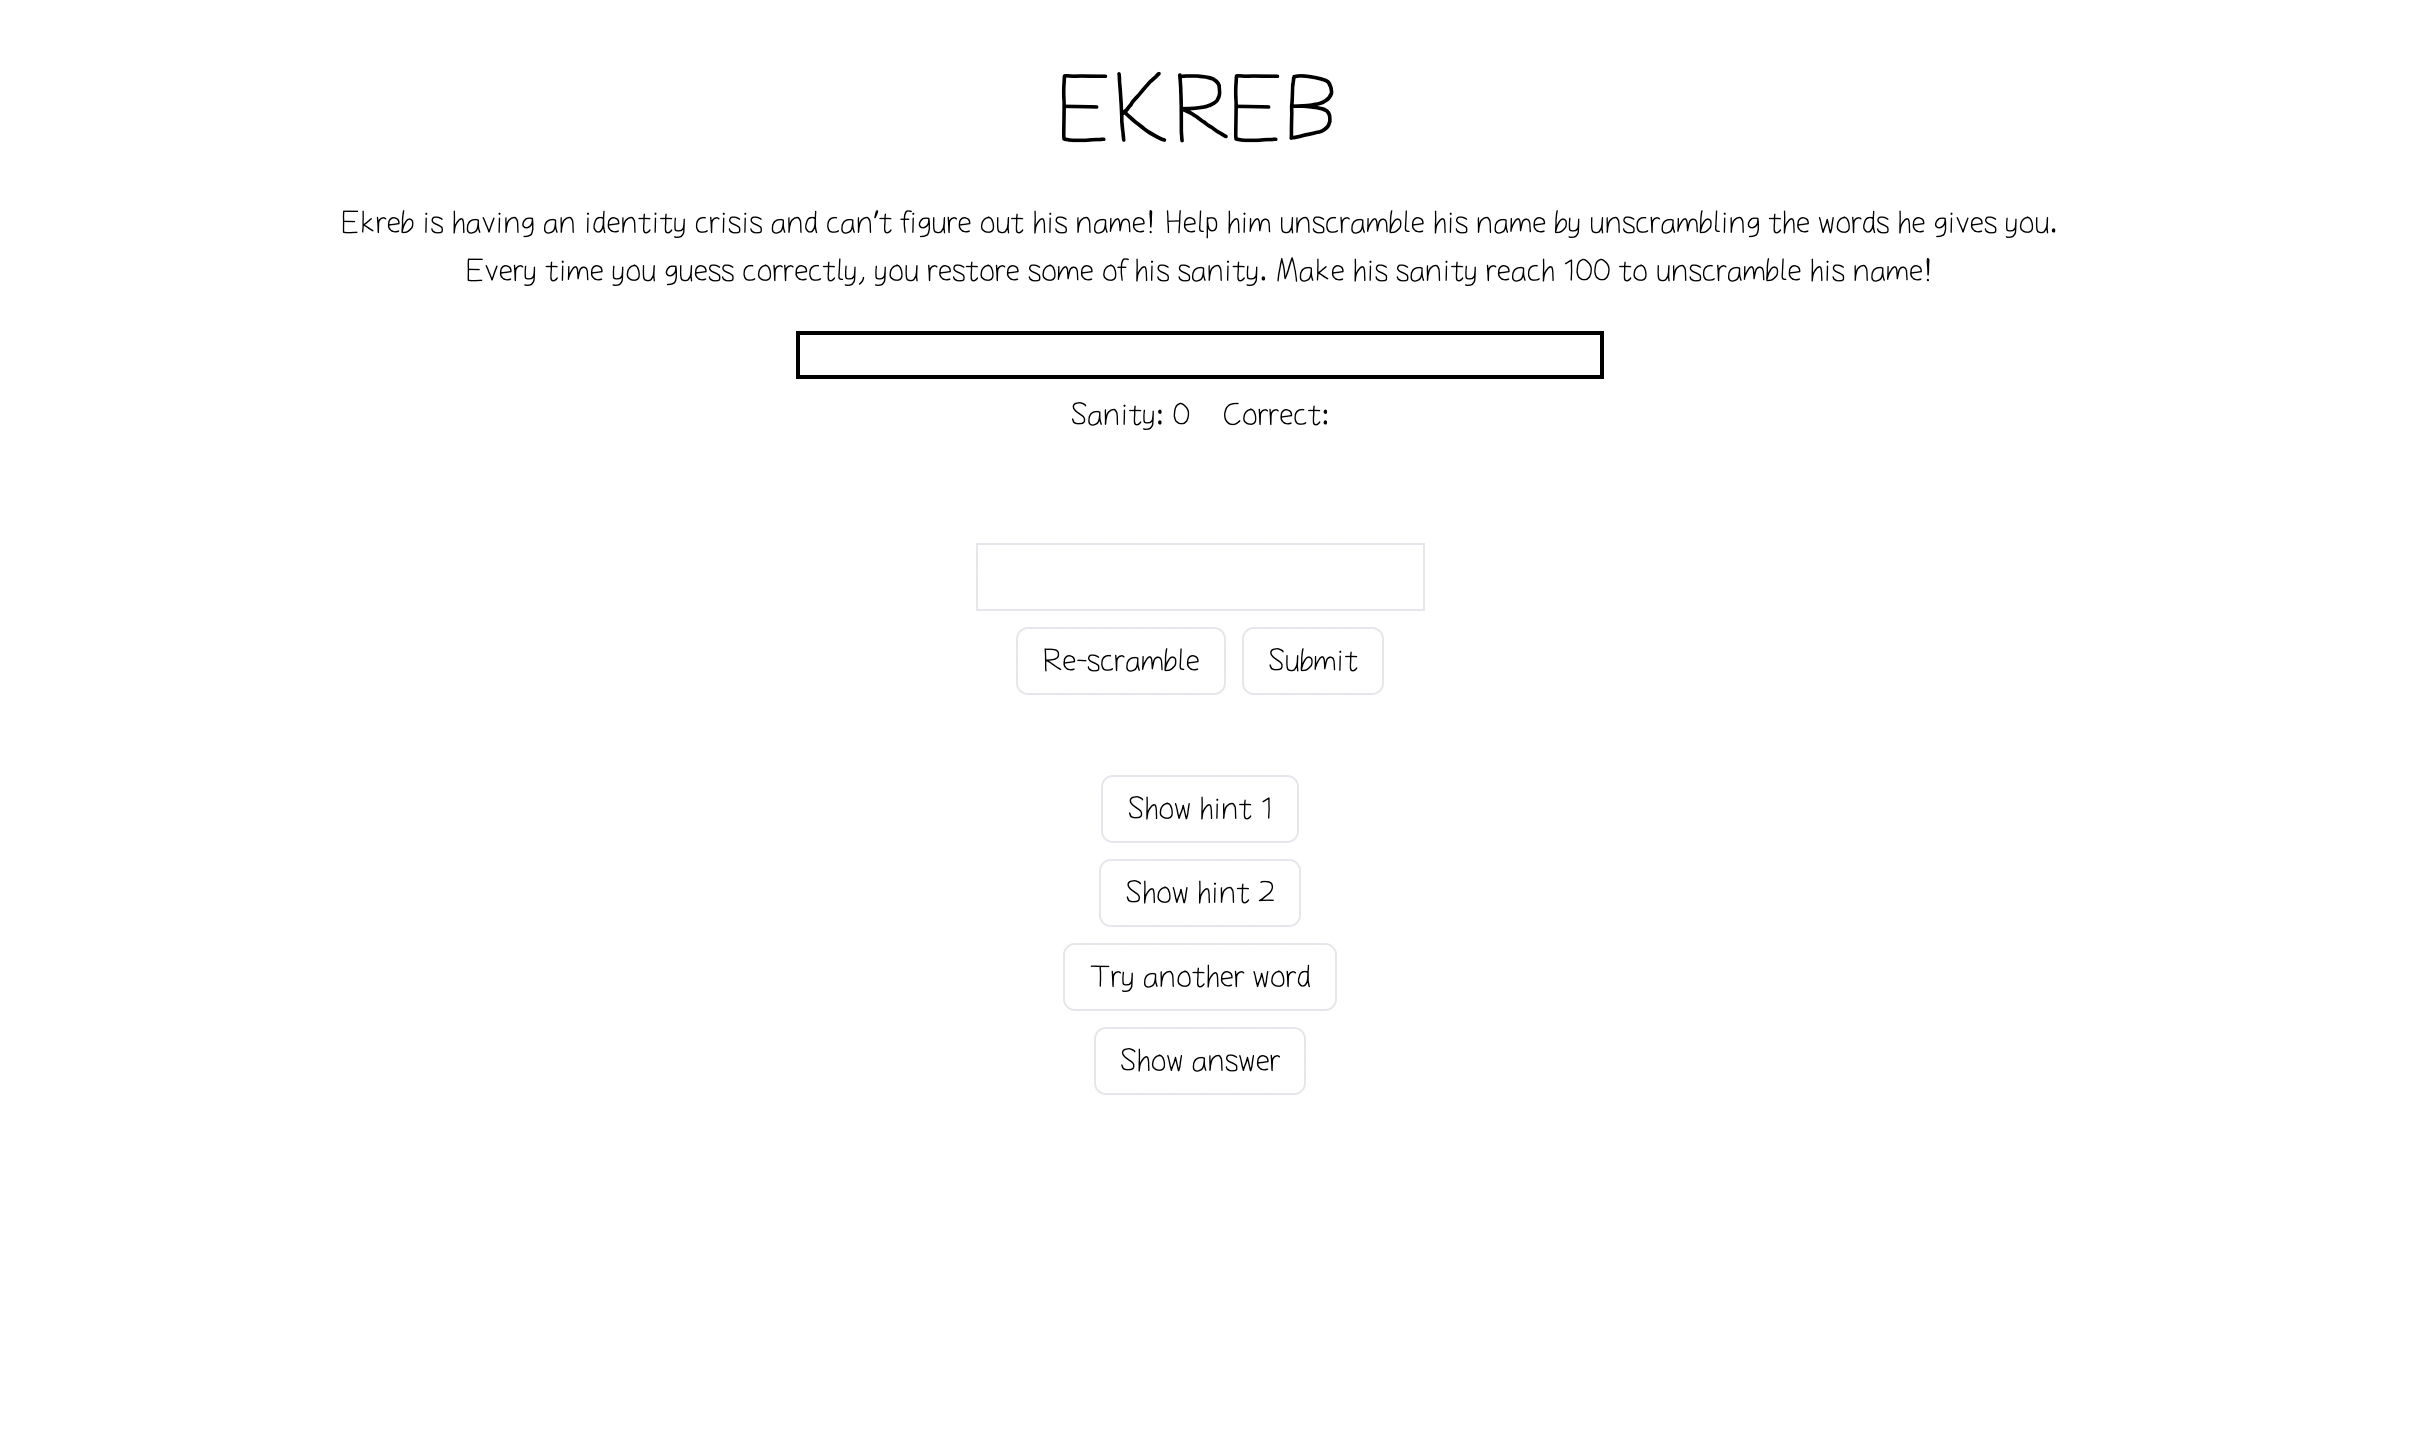 EKREB
Ekreb is having an identity crisis and can't figure out his name! Help him unscramble his name by unscrambling the words he gives you.
Every time you guess correctly, you restore some of his sanity. Make his sanity reach 100 to unscramble his name!
Sanity: 0 Correct:
Re-scramble Submit
Show hint 1
Show hint 2
Try another word
Show answer